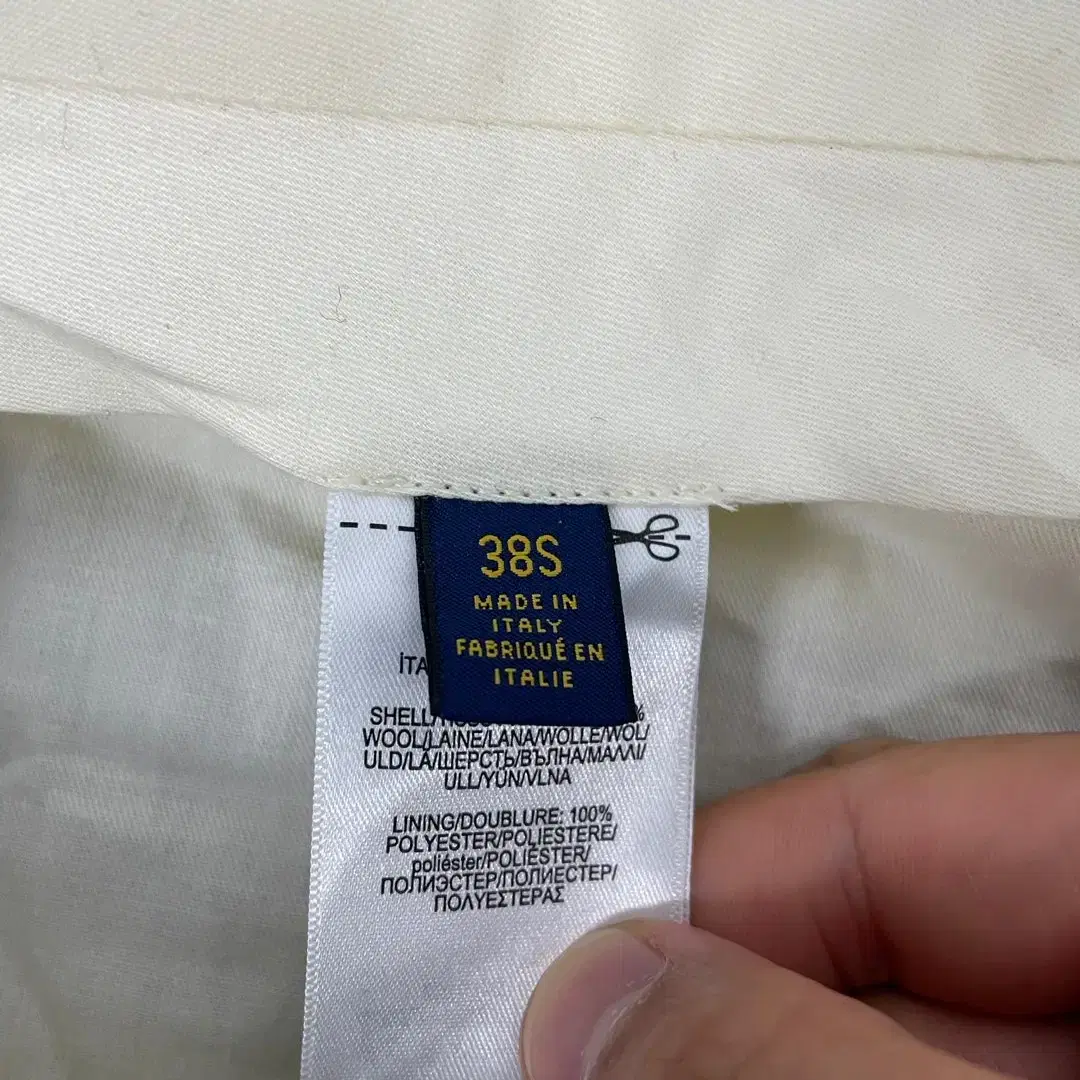 38S
MADE IN
ITALY
FABRIQUÉ EN
ITALIE
İTA
SHELL/
WOOL/LAINE/LANA/WOLLE/WOL/
ULD/LÃ/ШЕРСТЬ/ВЪЛНА/ΜΑΛΛΙ/
ULL/YÜN/VLNA
LINING/DOUBLURE: 100%
POLYESTER/POLIESTERE/
poliéster/POLIÉSTER/
ПОЛИЭСТЕР/ПОЛИЕСТЕР/
ΠΟΛΥΕΣΤΕΡΑΣ